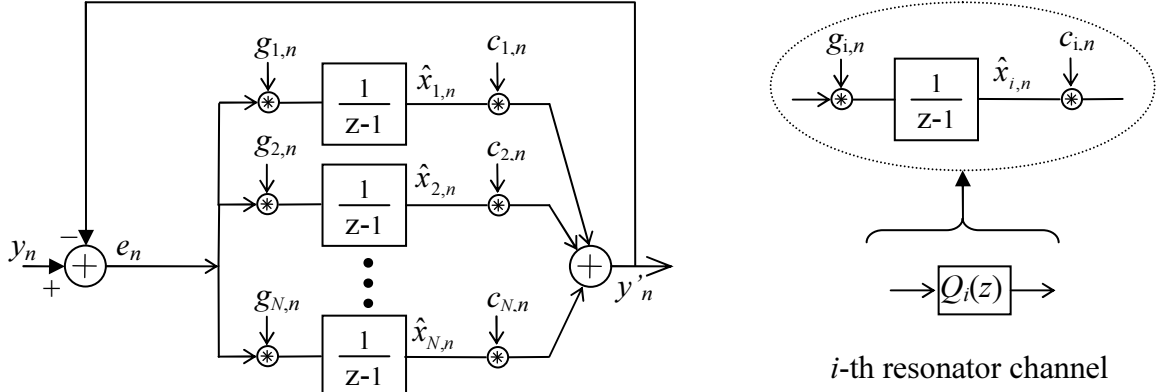 g1,n
c1,n
1
z-1
x̂1,n
g2,n
c2,n
1
z-1
x̂2,n
yn
−
+
+
en
+
y'n
gN,n
cN,n
1
z-1
x̂N,n
gi,n
ci,n
1
z-1
x̂i,n
Qi(z)
i-th resonator channel